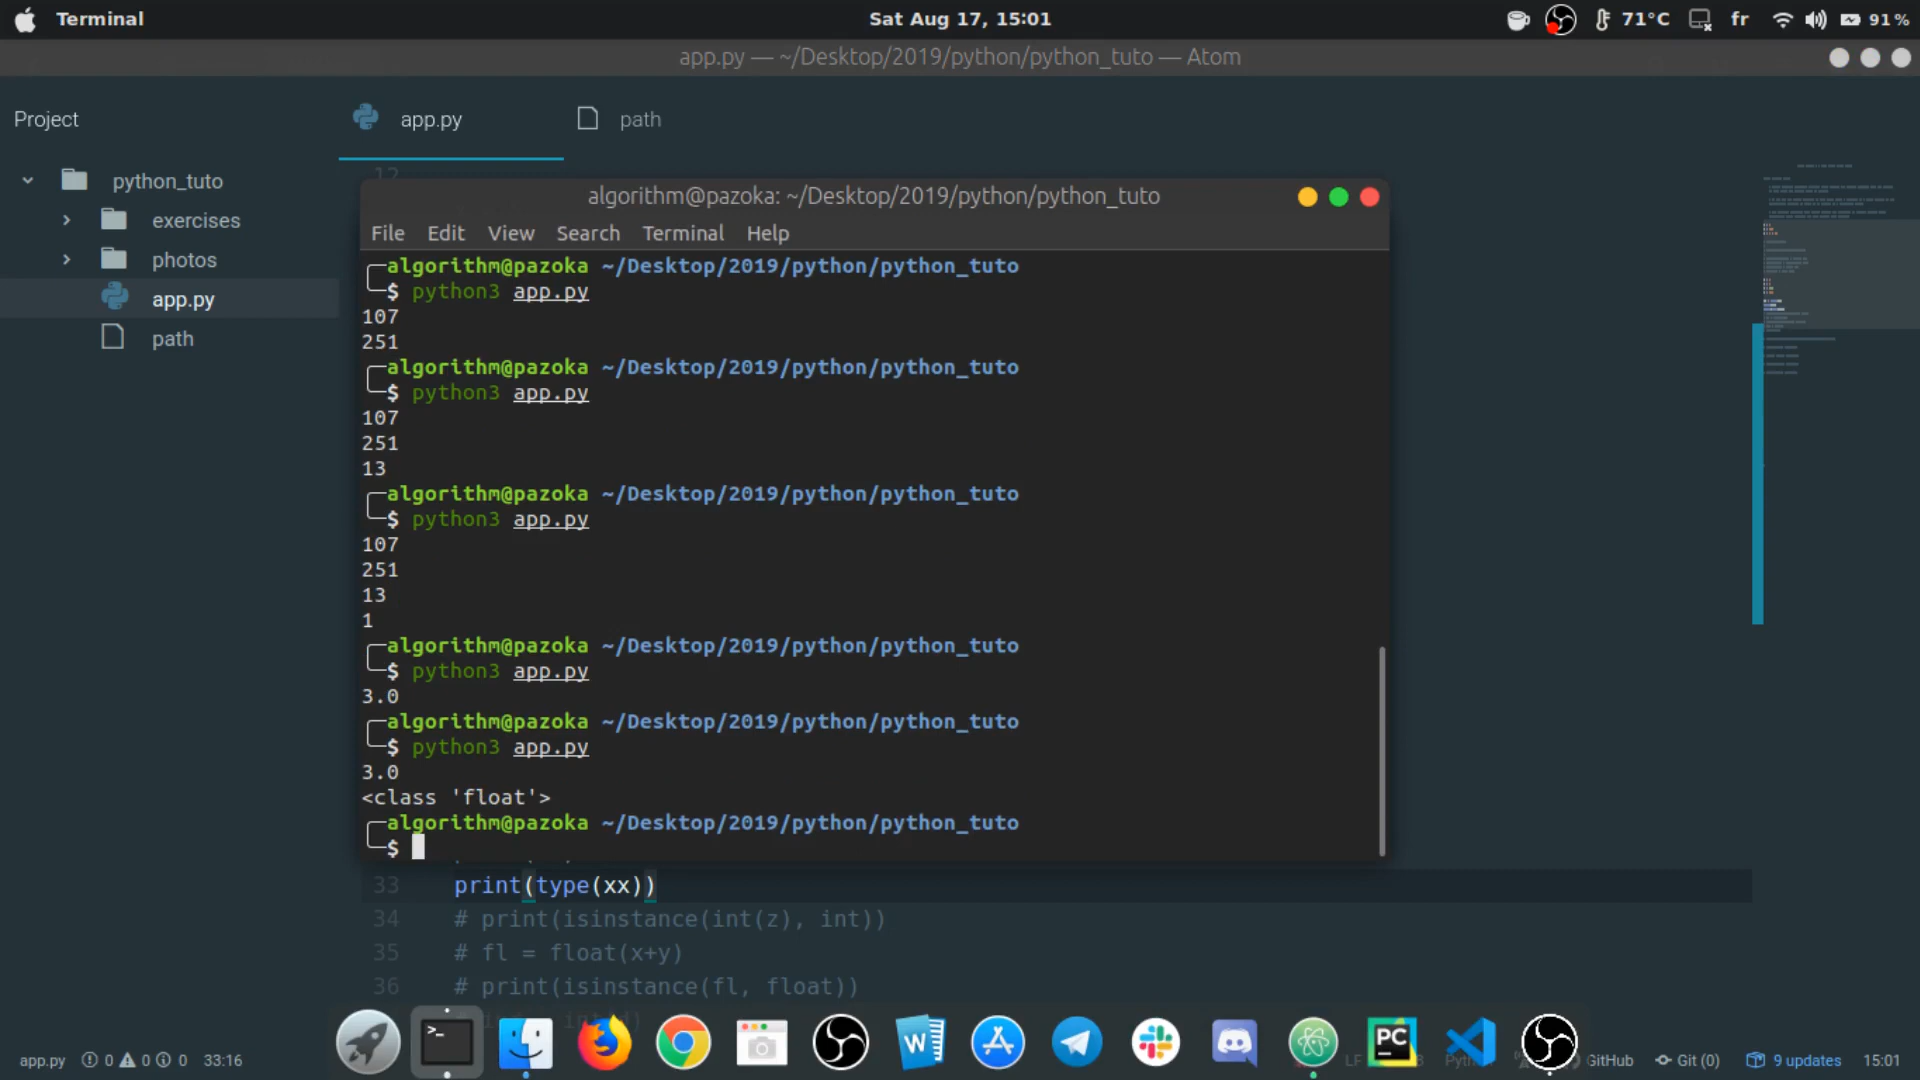 Terminal
Sat Aug 17, 15:01
71°C
fr
91%
app.py — ~/Desktop/2019/python/python_tuto — Atom
Project
app.py
path
python_tuto
exercises
photos
app.py
path
12
algorithm@pazoka: ~/Desktop/2019/python/python_tuto
File Edit View Search Terminal Help
algorithm@pazoka ~/Desktop/2019/python/python_tuto
$ python3 app.py
107
251
algorithm@pazoka ~/Desktop/2019/python/python_tuto
$ python3 app.py
107
251
13
algorithm@pazoka ~/Desktop/2019/python/python_tuto
$ python3 app.py
107
251
13
1
algorithm@pazoka ~/Desktop/2019/python/python_tuto
$ python3 app.py
3.0
algorithm@pazoka ~/Desktop/2019/python/python_tuto
$ python3 app.py
3.0
<class 'float'>
algorithm@pazoka ~/Desktop/2019/python/python_tuto
$
33 print(type(xx))
34 # print(isinstance(int(z), int))
35 # fl = float(x+y)
36 # print(isinstance(fl, float))
>_
W
PC
app.py 0 0 0 33:16
LF
GitHub
Git (0)
9 updates
15:01